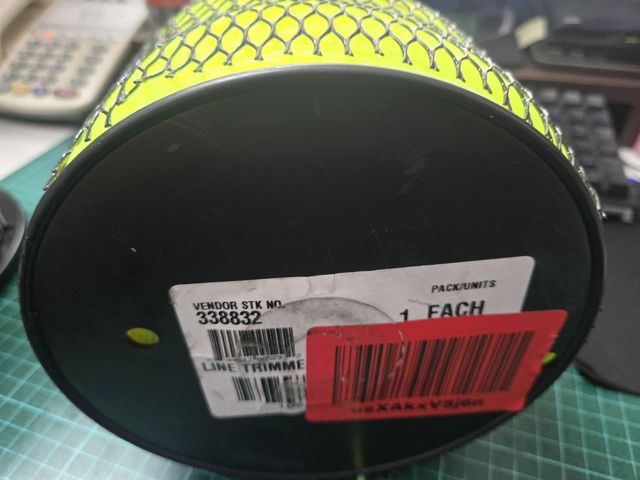 VENDOR STK NO.
338832
PACK/UNITS
1 EACH
LINE TRIMME